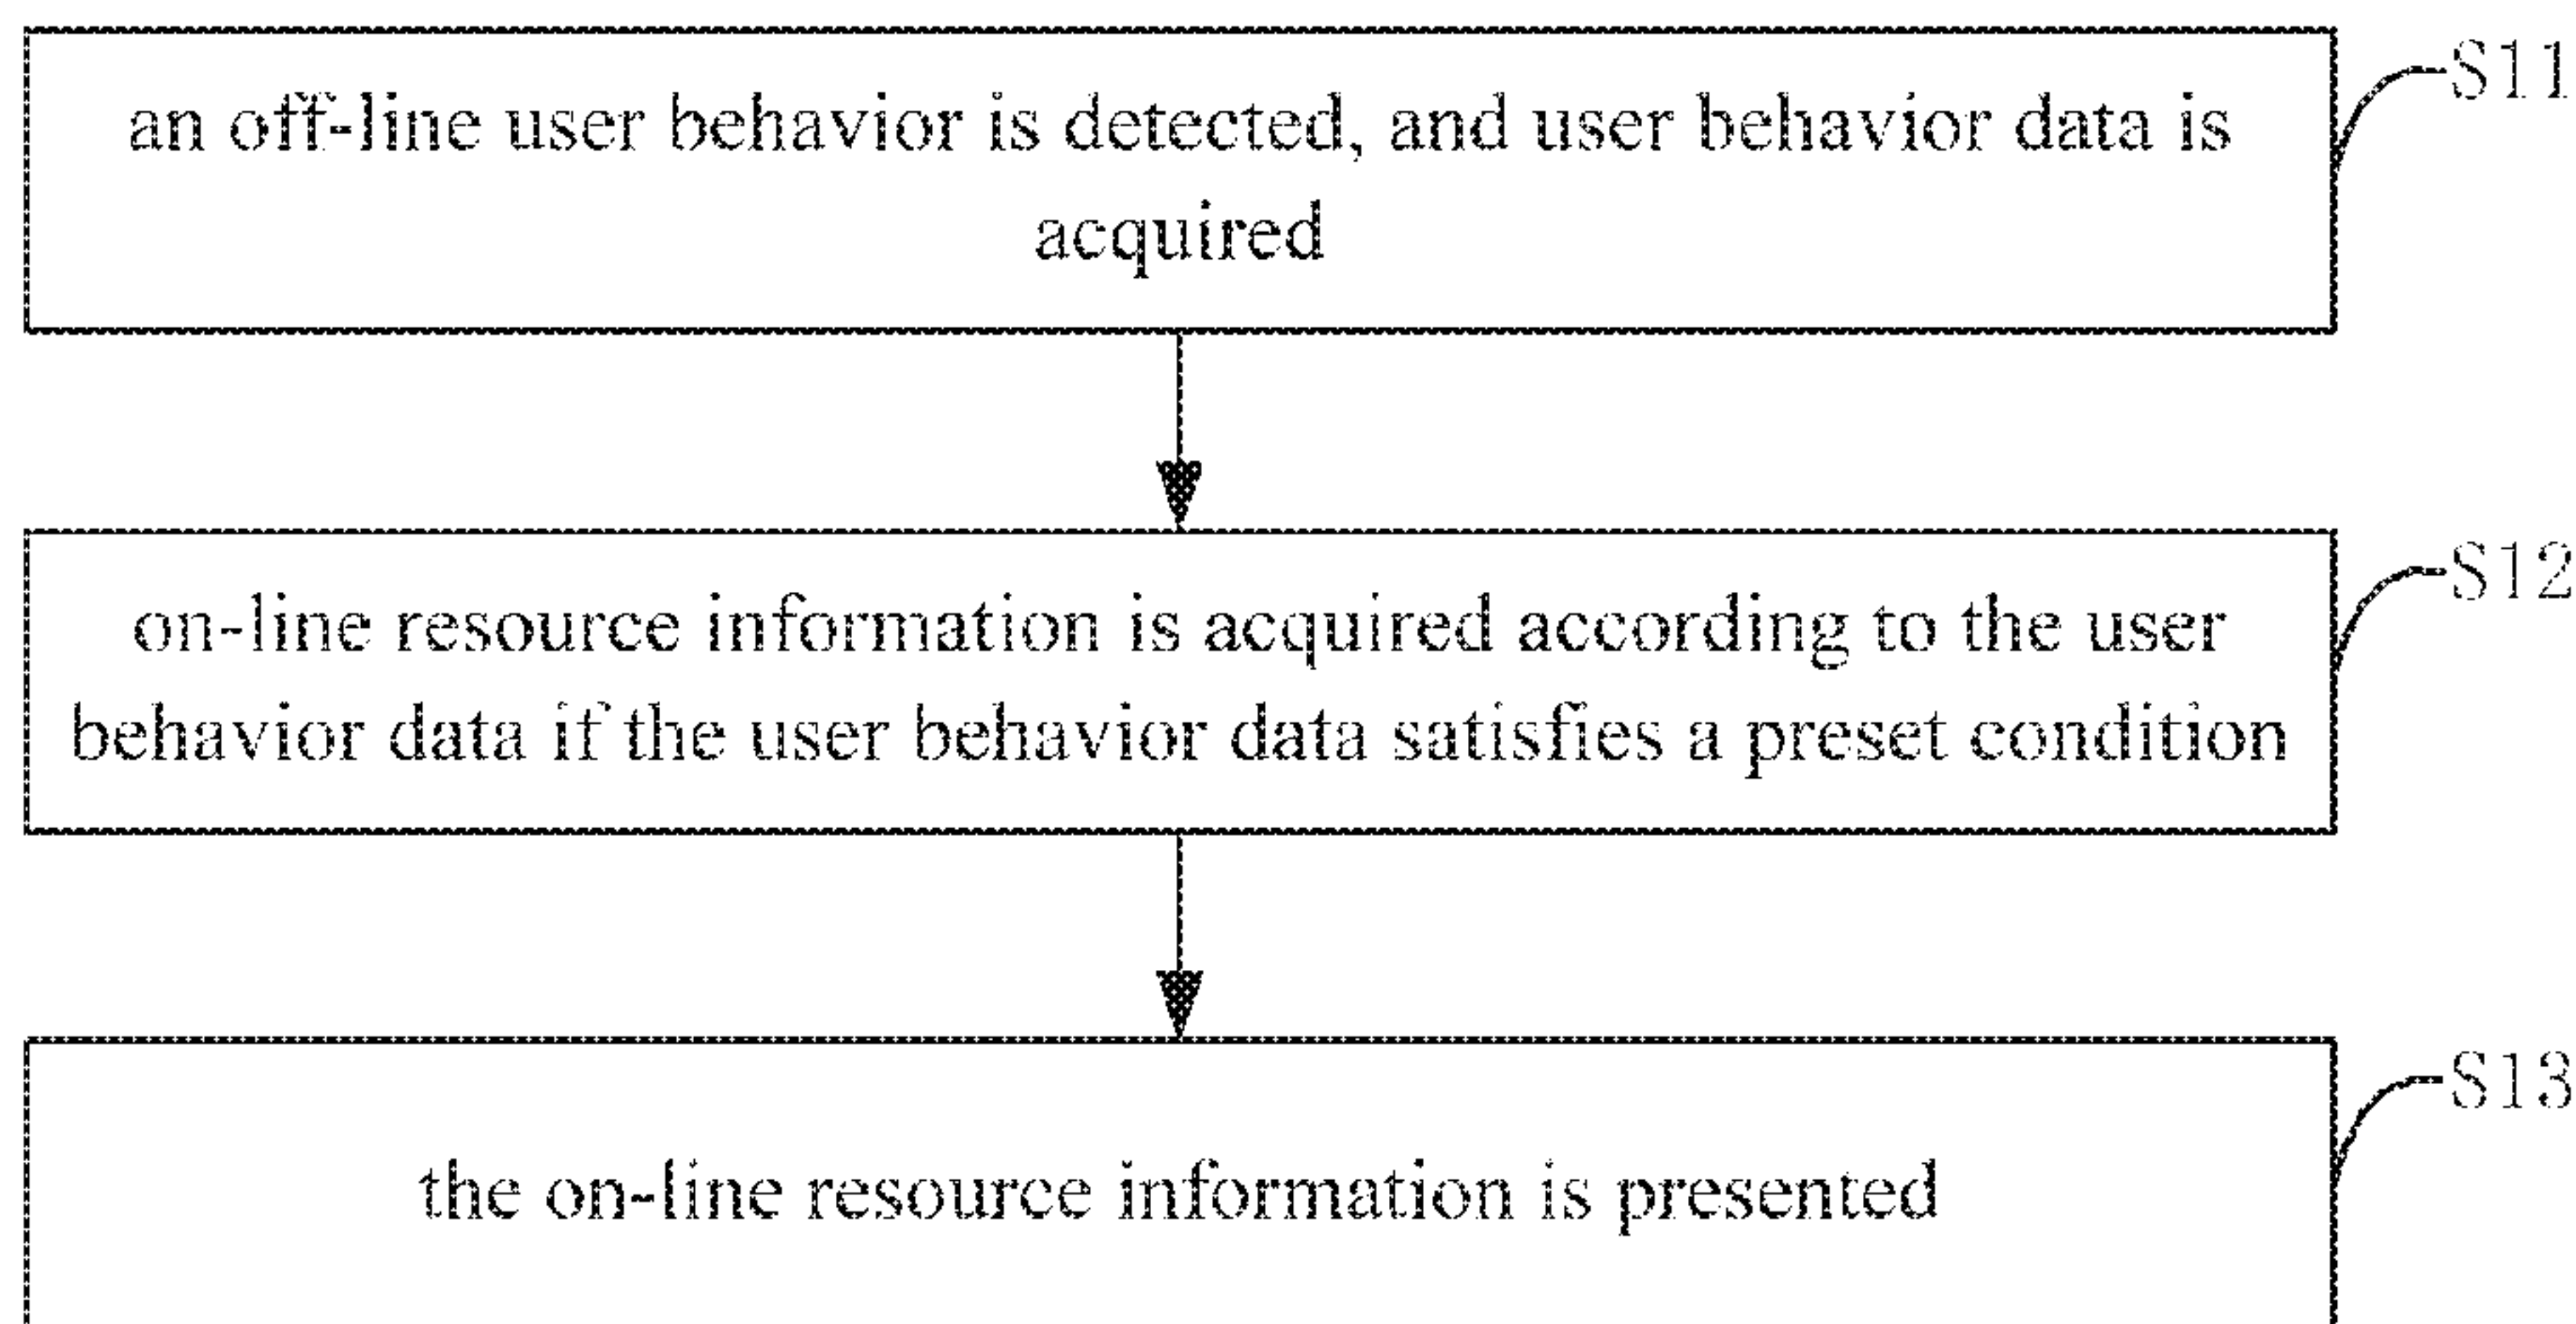 an off-line user behavior is detected, and user behavior data is
acquired
S11
on-line resource information is acquired according to the user
behavior data if the user behavior data satisfies a preset condition
S12
the on-line resource information is presented
S13